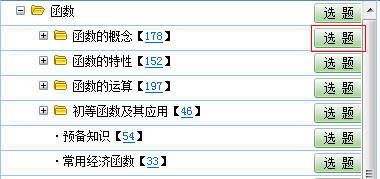 函数 选 题
函数的概念【178】 选 题
函数的特性【152】 选 题
函数的运算【197】 选 题
初等函数及其应用【46】 选 题
·预备知识【54】 选 题
·常用经济函数【33】 选 题